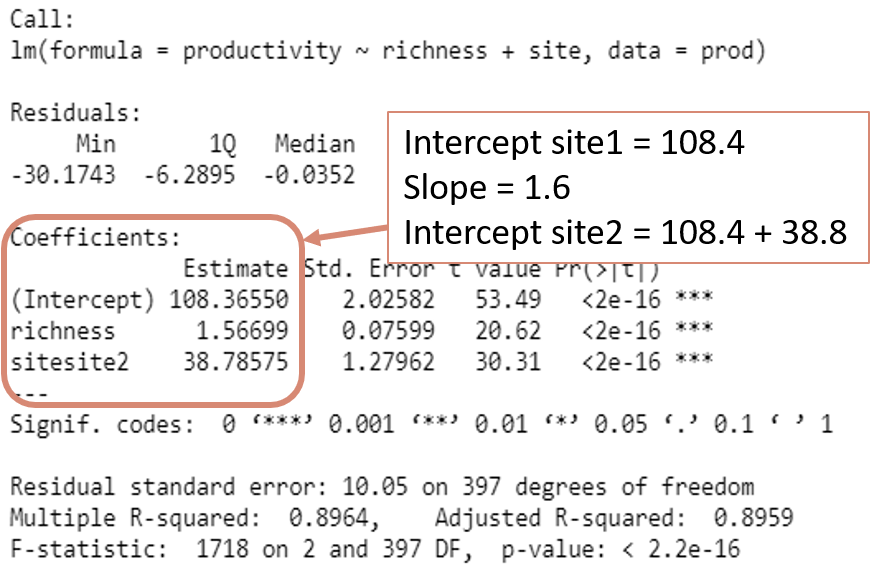 Call:
lm(formula = productivity ~ richness + site, data = prod)
Residuals:
Min 1Q Median
-30.1743 -6.2895 -0.0352
Intercept site1 = 108.4
Slope = 1.6
Intercept site2 = 108.4 + 38.8
Coefficients:
Estimate Std. Error t value Pr(>|t|)
(Intercept) 108.36550 2.02582 53.49 <2e-16 ***
richness 1.56699 0.07599 20.62 <2e-16 ***
sitesite2 38.78575 1.27962 30.31 <2e-16 ***
---
Signif. codes: 0 ‘***’ 0.001 ‘**’ 0.01 ‘*’ 0.05 ‘.’ 0.1 ‘ ’ 1
Residual standard error: 10.05 on 397 degrees of freedom
Multiple R-squared: 0.8964, Adjusted R-squared: 0.8959
F-statistic: 1718 on 2 and 397 DF, p-value: < 2.2e-16